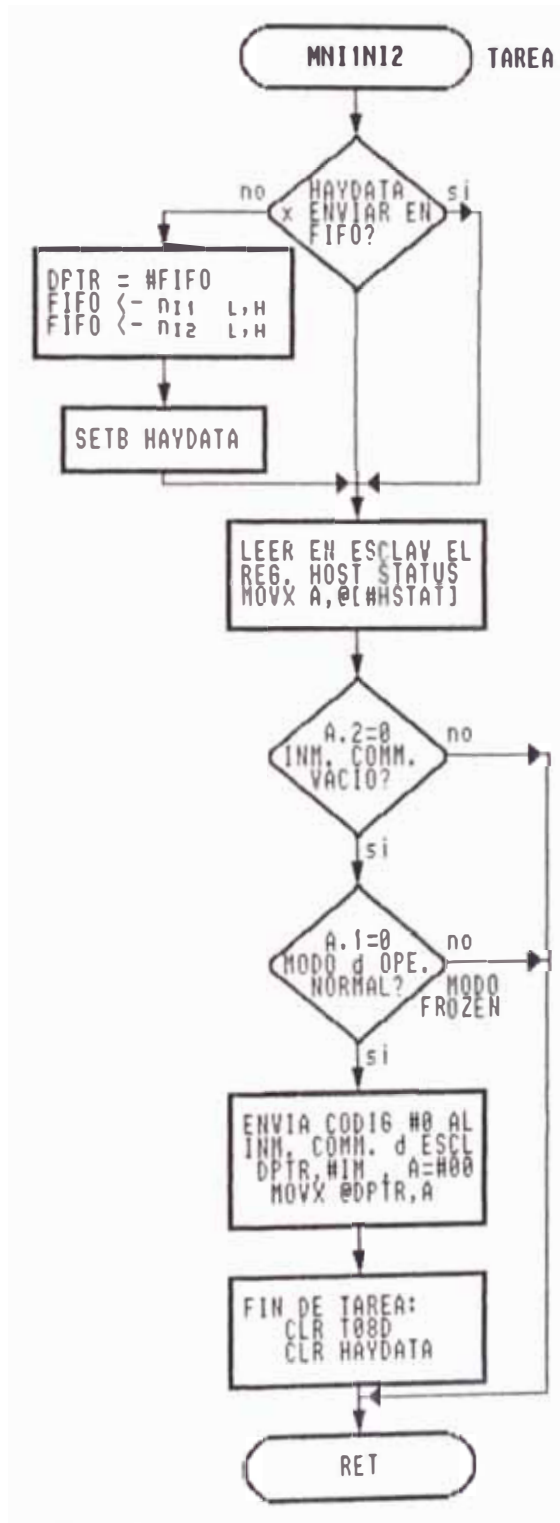 MNI1NI2 TAREA
HAYDATA
x ENVIAR EN
FIFO?
no
si
DPTR = #FIFO
FIFO <- nI1 L,H
FIFO <- nI2 L,H
SETB HAYDATA
LEER EN ESCLAV EL
REG. HOST STATUS
MOVX A,@[#HSTAT]
A.2=0
INM. COMM.
VACIO?
no
si
A.1=0
MODO d OPE.
NORMAL?
no
MODO
FROZEN
si
ENVIA CODIG #0 AL
INM. COMM. d ESCL
DPTR,#IM , A=#00
MOVX @DPTR,A
FIN DE TAREA:
CLR T08D
CLR HAYDATA
RET